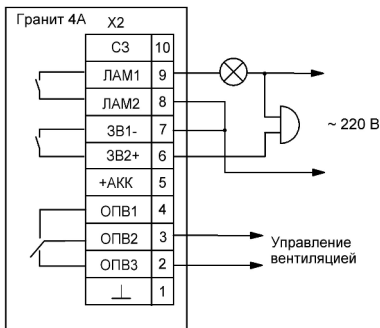 Гранит 4А
X2
СЗ 10
ЛАМ1 9
ЛАМ2 8
ЗВ1- 7
ЗВ2+ 6
+АКК 5
ОПВ1 4
ОПВ2 3
ОПВ3 2
1
~ 220 В
Управление
вентиляцией